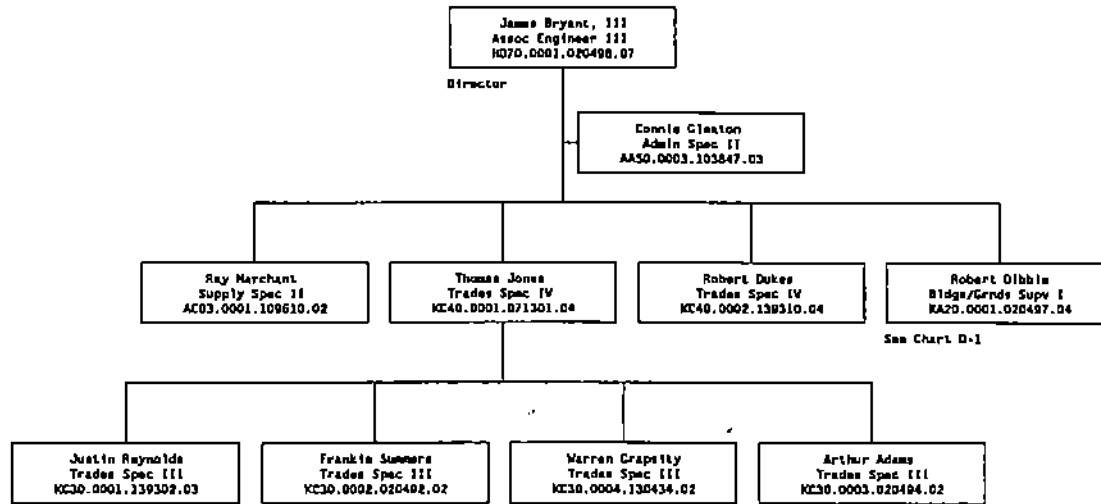 James Bryant, III
Assoc Engineer III
HD70.0001.020498.07
Director
Connie Gleaton
Admin Spec II
AA50.0003.103847.03
Ray Marchant
Supply Spec II
AC03.0001.109610.02
Thomas Jones
Trades Spec IV
KC40.0001.071301.04
Robert Dukes
Trades Spec IV
KC40.0002.139310.04
Robert Dibble
Bldgs/Grnds Supv I
KA20.0001.020497.04
See Chart D-1
Justin Reynolds
Trades Spec III
KC30.0001.139302.03
Frankie Summers
Trades Spec III
KC30.0002.020492.02
Warren Grapsity
Trades Spec III
KC30.0004.130434.02
Arthur Adams
Trades Spec III
KC30.0003.020494.02